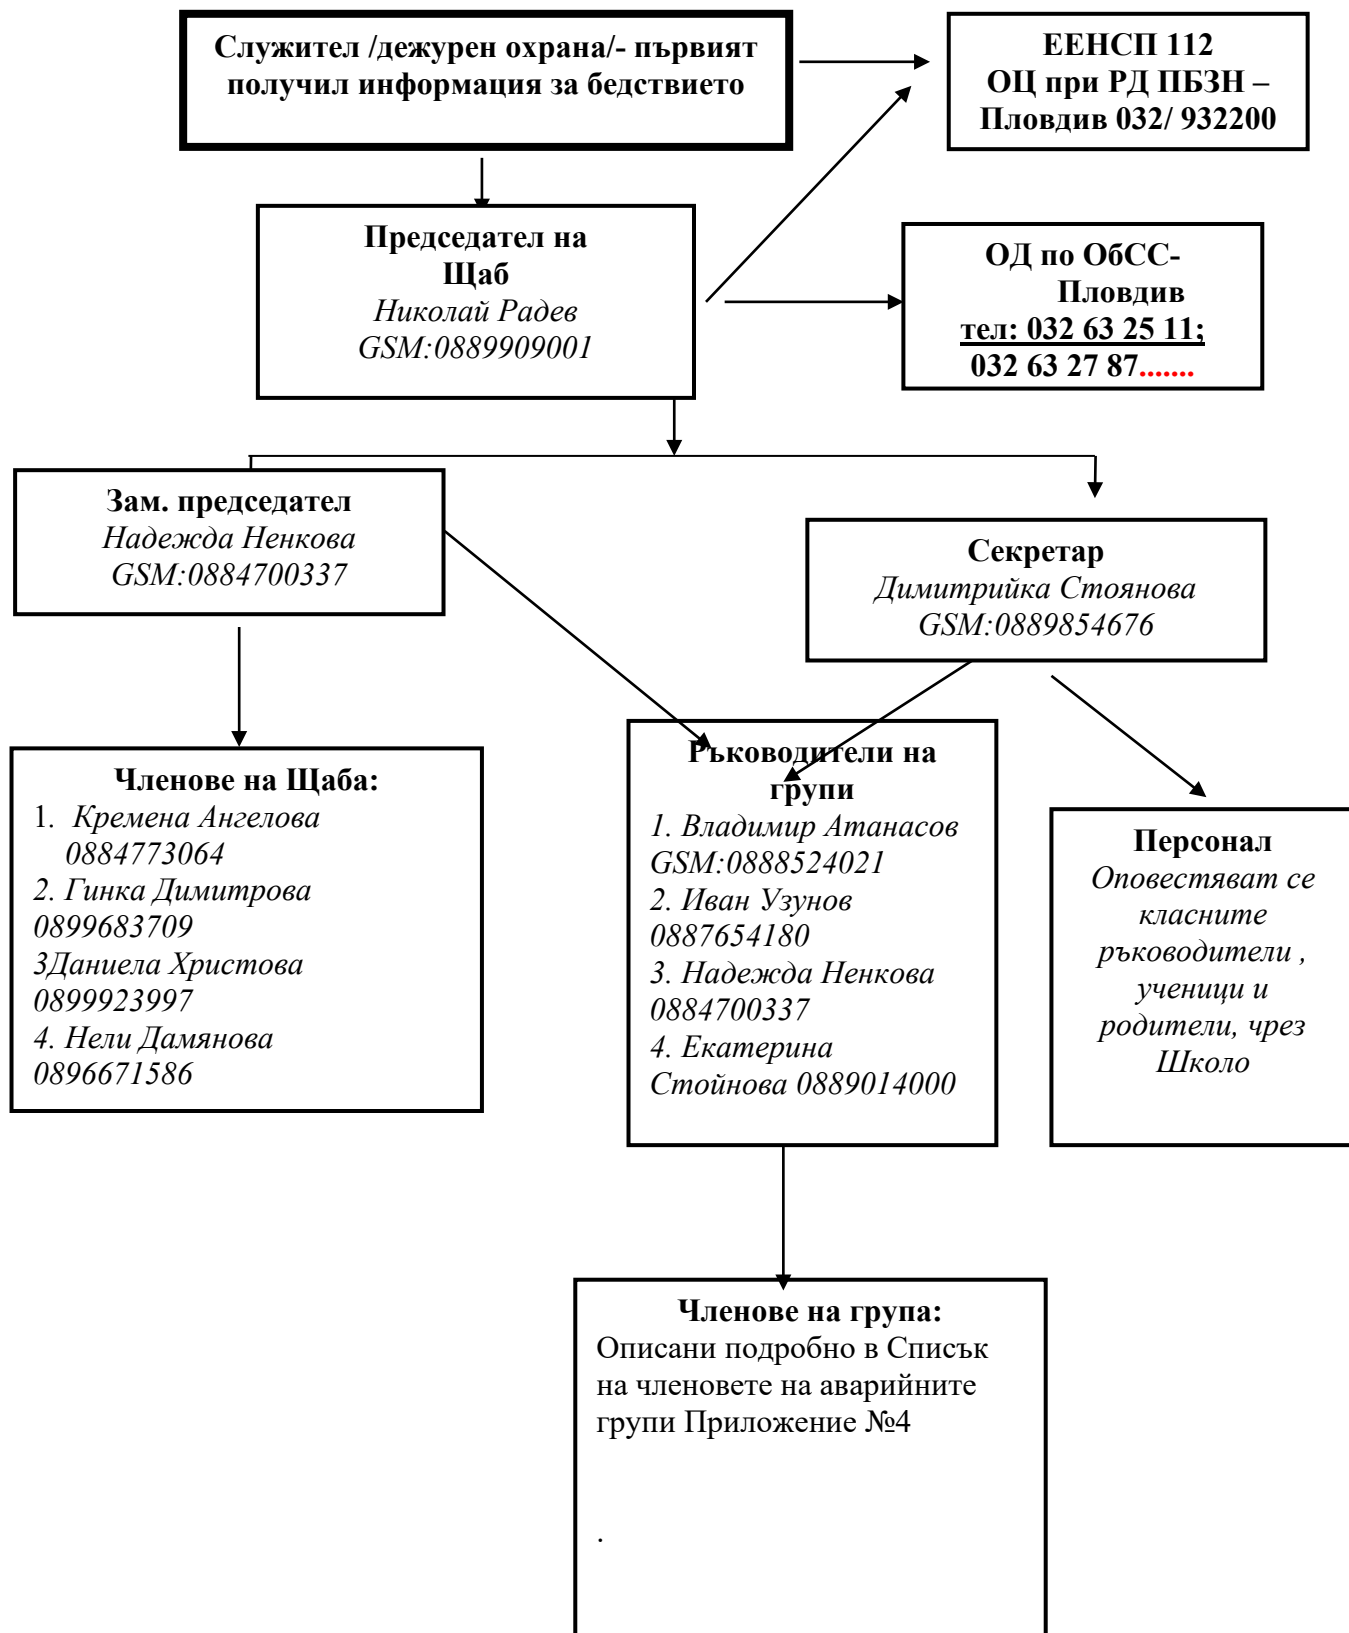 Служител /дежурен охрана/- първият
получил информация за бедствието
ЕЕНСП 112
ОЦ при РД ПБЗН –
Пловдив 032/ 932200
Председател на
Щаб
Николай Радев
GSM:0889909001
ОД по ОбСС-
Пловдив
тел: 032 63 25 11;
032 63 27 87.......
Зам. председател
Надежда Ненкова
GSM:0884700337
Секретар
Димитрийка Стоянова
GSM:0889854676
Членове на Щаба:
1. Кремена Ангелова
0884773064
2. Гинка Димитрова
0899683709
3Даниела Христова
0899923997
4. Нели Дамянова
0896671586
Ръководители на
групи
1. Владимир Атанасов
GSM:0888524021
2. Иван Узунов
0887654180
3. Надежда Ненкова
0884700337
4. Екатерина
Стойнова 0889014000
Персонал
Оповестяват се
класните
ръководители ,
ученици и
родители, чрез
Школо
Членове на група:
Описани подробно в Списък
на членовете на аварийните
групи Приложение №4
.